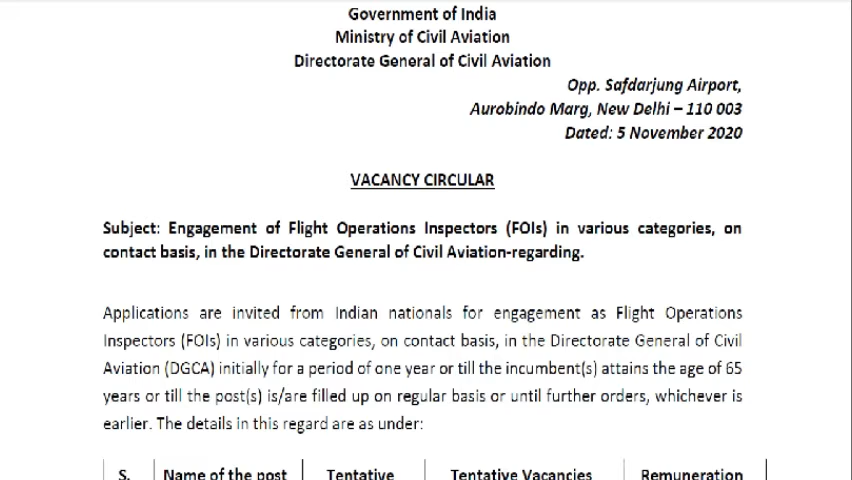 Government of India
Ministry of Civil Aviation
Directorate General of Civil Aviation
Opp. Safdarjung Airport,
Aurobindo Marg, New Delhi – 110 003
Dated: 5 November 2020
VACANCY CIRCULAR
Subject: Engagement of Flight Operations Inspectors (FOIs) in various categories, on
contact basis, in the Directorate General of Civil Aviation-regarding.
Applications are invited from Indian nationals for engagement as Flight Operations
Inspectors (FOIs) in various categories, on contact basis, in the Directorate General of Civil
Aviation (DGCA) initially for a period of one year or till the incumbent(s) attains the age of 65
years or till the post(s) is/are filled up on regular basis or until further orders, whichever is
earlier. The details in this regard are as under:
S. Name of the post Tentative Tentative Vacancies Remuneration